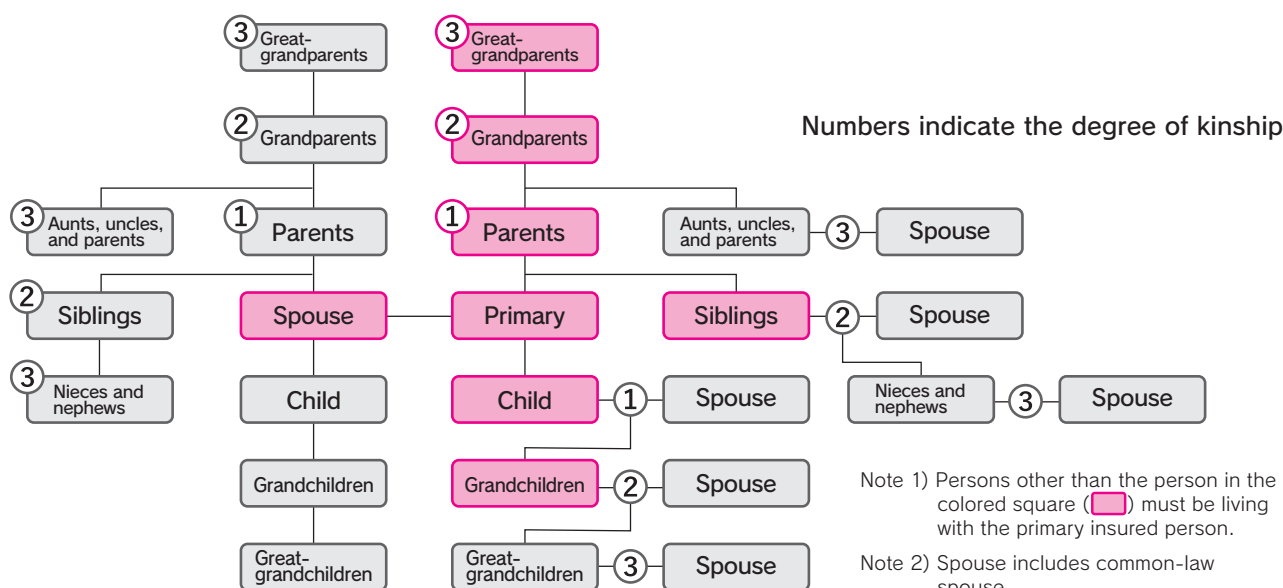 3 Great-
grandparents
3 Great-
grandparents
2 Grandparents
2 Grandparents
Numbers indicate the degree of kinship
3 Aunts, uncles,
and parents
1 Parents
1 Parents
Aunts, uncles,
and parents
3
Spouse
2 Siblings
Spouse
Primary
Siblings
2
Spouse
3 Nieces and
nephews
Child
Child
1
Spouse
Nieces and
nephews
3
Spouse
Grandchildren
Grandchildren
2
Spouse
Great-
grandchildren
Great-
grandchildren
3
Spouse
Note 1) Persons other than the person in the
colored square ( ) must be living
with the primary insured person.
Note 2) Spouse includes common-law
spouse